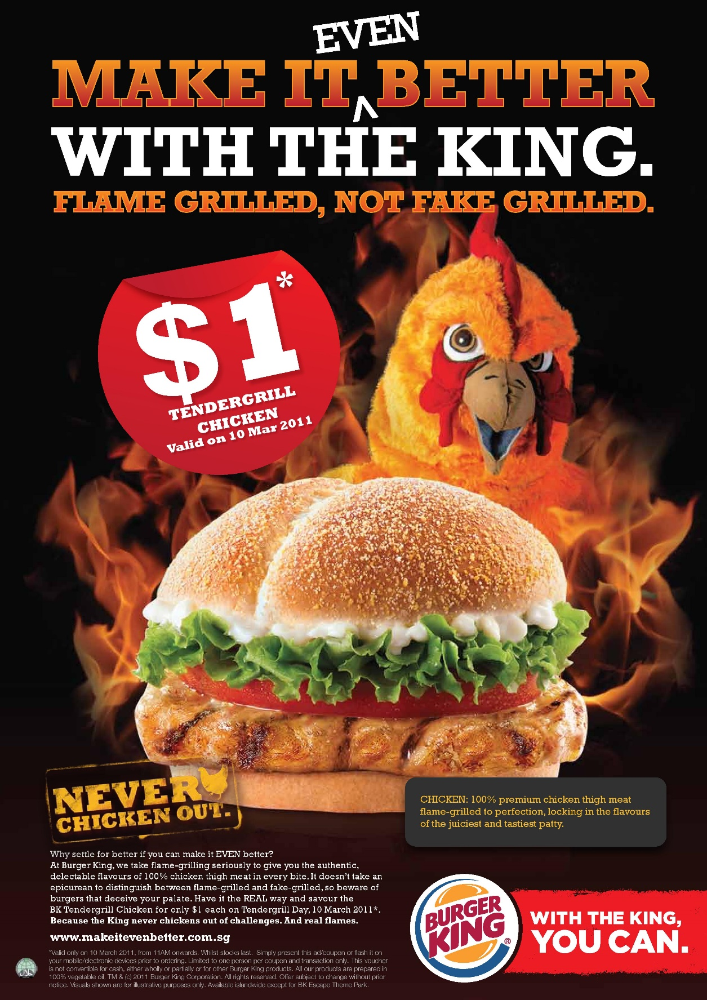 EVEN
MAKE IT ^ BETTER
WITH THE KING.
FLAME GRILLED, NOT FAKE GRILLED.
$1*
TENDERGRILL
CHICKEN
Valid on 10 Mar 2011
NEVER
CHICKEN OUT.
CHICKEN: 100% premium chicken thigh meat
flame-grilled to perfection, locking in the flavours
of the juiciest and tastiest patty.
Why settle for better if you can make it EVEN better?
At Burger King, we take flame-grilling seriously to give you the authentic,
delectable flavours of 100% chicken thigh meat in every bite. It doesn't take an
epicurean to distinguish between flame-grilled and fake-grilled, so beware of
burgers that deceive your palate. Have it the REAL way and savour the
BK Tendergrill Chicken for only $1 each on Tendergrill Day, 10 March 2011*.
Because the King never chickens out of challenges. And real flames.
www.makeitevenbetter.com.sg
*Valid only on 10 March 2011, from 11AM onwards. Whilst stocks last. Simply present this ad/coupon or flash it on
your mobile/electronic devices prior to ordering. Limited to one person per coupon and transaction only. This voucher
is not convertible for cash, either wholly or partially or for other Burger King products. All our products are prepared in
100% vegetable oil. TM & (c) 2011 Burger King Corporation. All rights reserved. Offer subject to change without prior
notice. Visuals shown are for illustrative purposes only. Available islandwide except for BK Escape Theme Park.
BURGER
KING®
WITH THE KING,
YOU CAN.